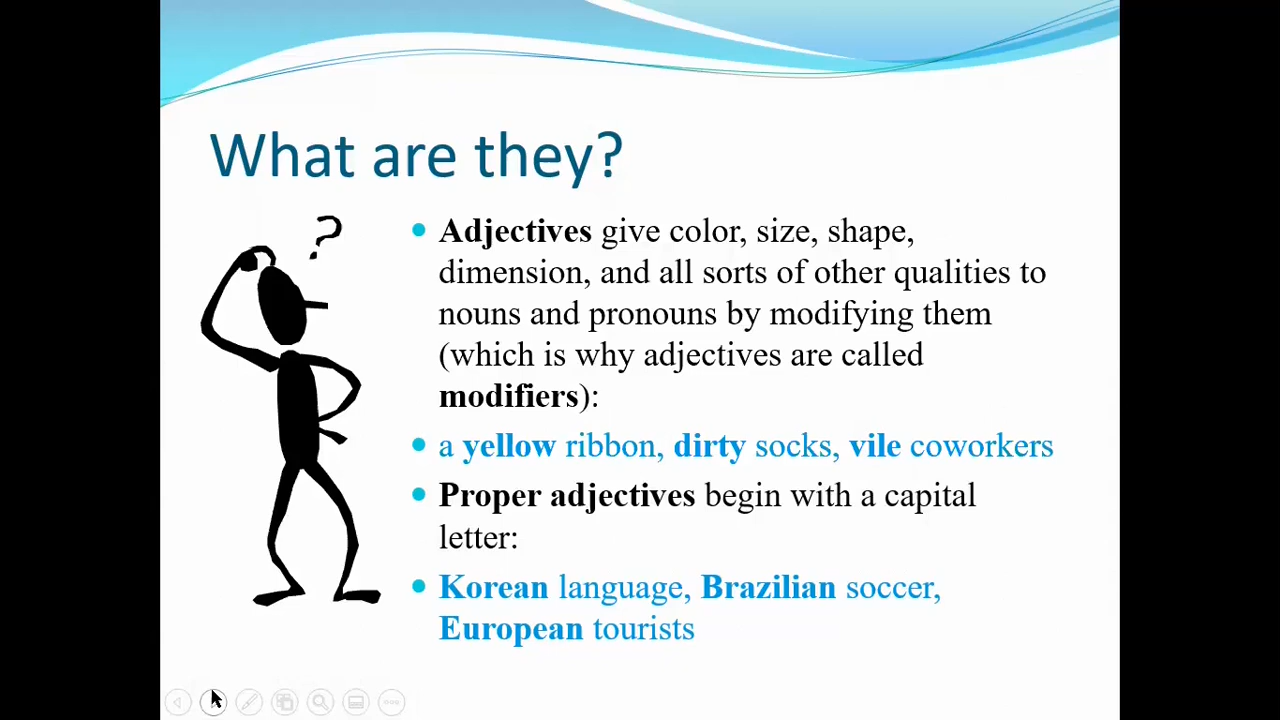 What are they?
?
Adjectives give color, size, shape,
dimension, and all sorts of other qualities to
nouns and pronouns by modifying them
(which is why adjectives are called
modifiers):
a yellow ribbon, dirty socks, vile coworkers
Proper adjectives begin with a capital
letter:
Korean language, Brazilian soccer,
European tourists